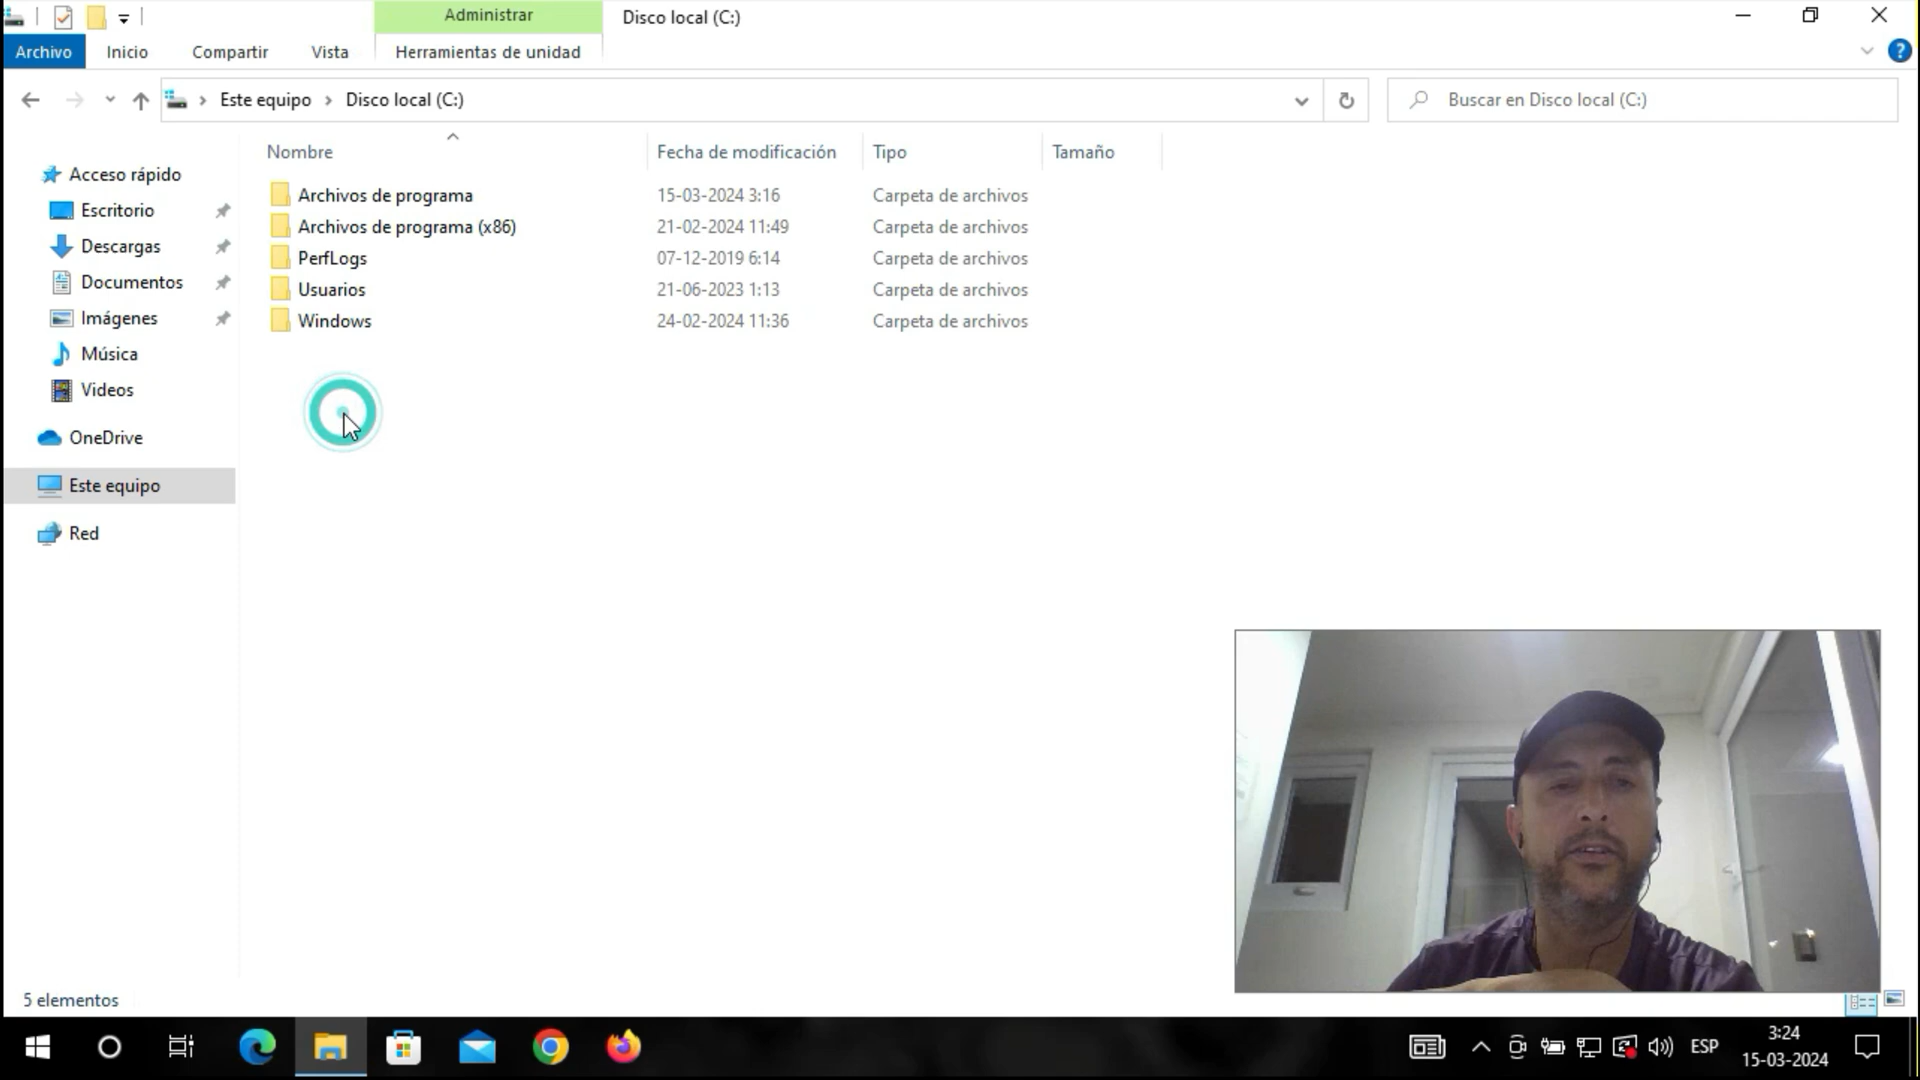 Administrar
Disco local (C:)
Archivo
Inicio
Compartir
Vista
Herramientas de unidad
?
Este equipo
Disco local (C:)
Buscar en Disco local (C:)
Nombre
Fecha de modificación
Tipo
Tamaño
Archivos de programa 15-03-2024 3:16 Carpeta de archivos
Archivos de programa (x86) 21-02-2024 11:49 Carpeta de archivos
PerfLogs 07-12-2019 6:14 Carpeta de archivos
Usuarios 21-06-2023 1:13 Carpeta de archivos
Windows 24-02-2024 11:36 Carpeta de archivos
Acceso rápido
Escritorio
Descargas
Documentos
Imágenes
Música
Videos
OneDrive
Este equipo
Red
5 elementos
ESP
3:24
15-03-2024